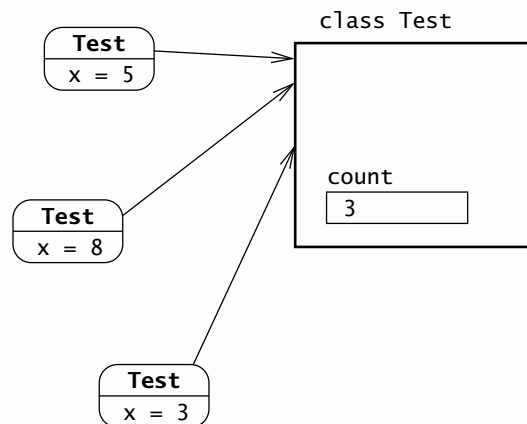 class Test
Test
x = 5
count
3
Test
x = 8
Test
x = 3